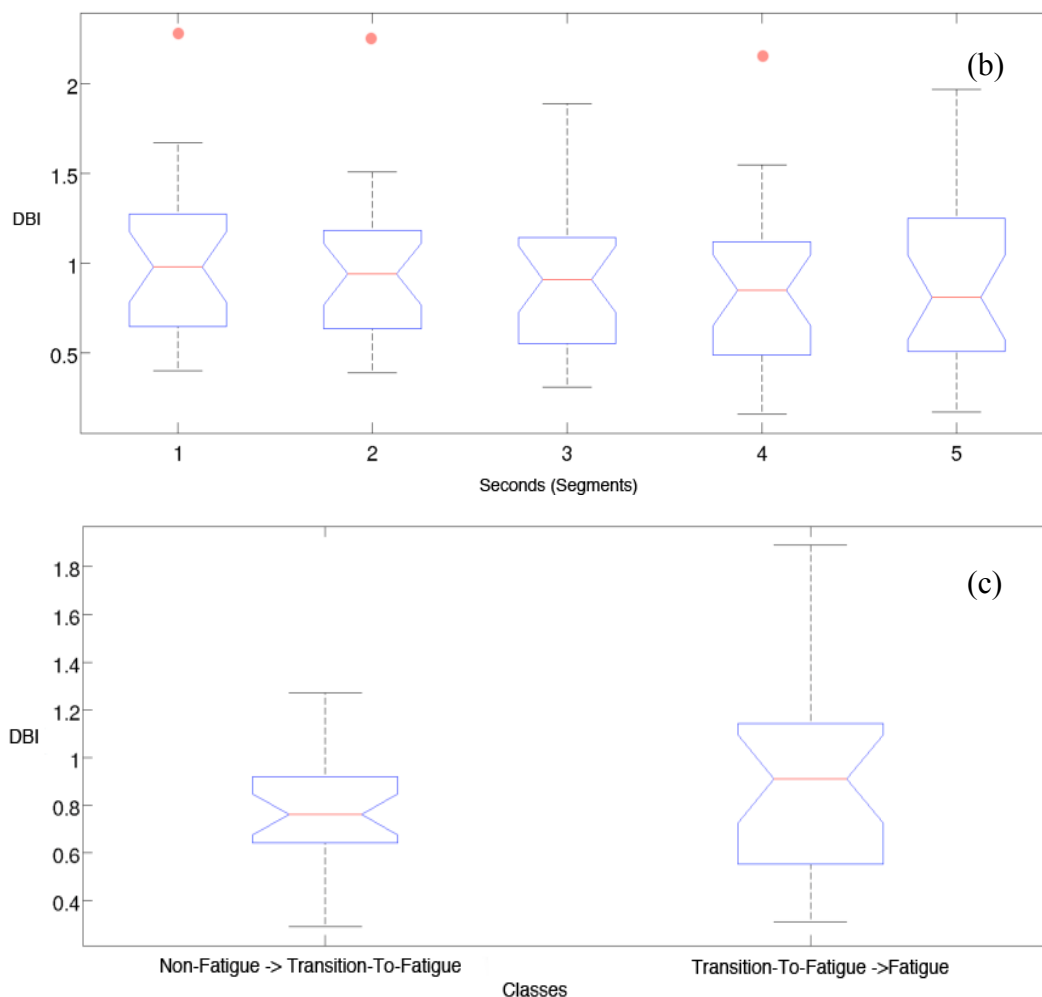 (b)
2
1.5
DBI
1
0.5
1 2 3 4 5
Seconds (Segments)
(c)
1.8
1.6
1.4
1.2
DBI
1
0.8
0.6
0.4
Non-Fatigue -> Transition-To-Fatigue Transition-To-Fatigue ->Fatigue
Classes